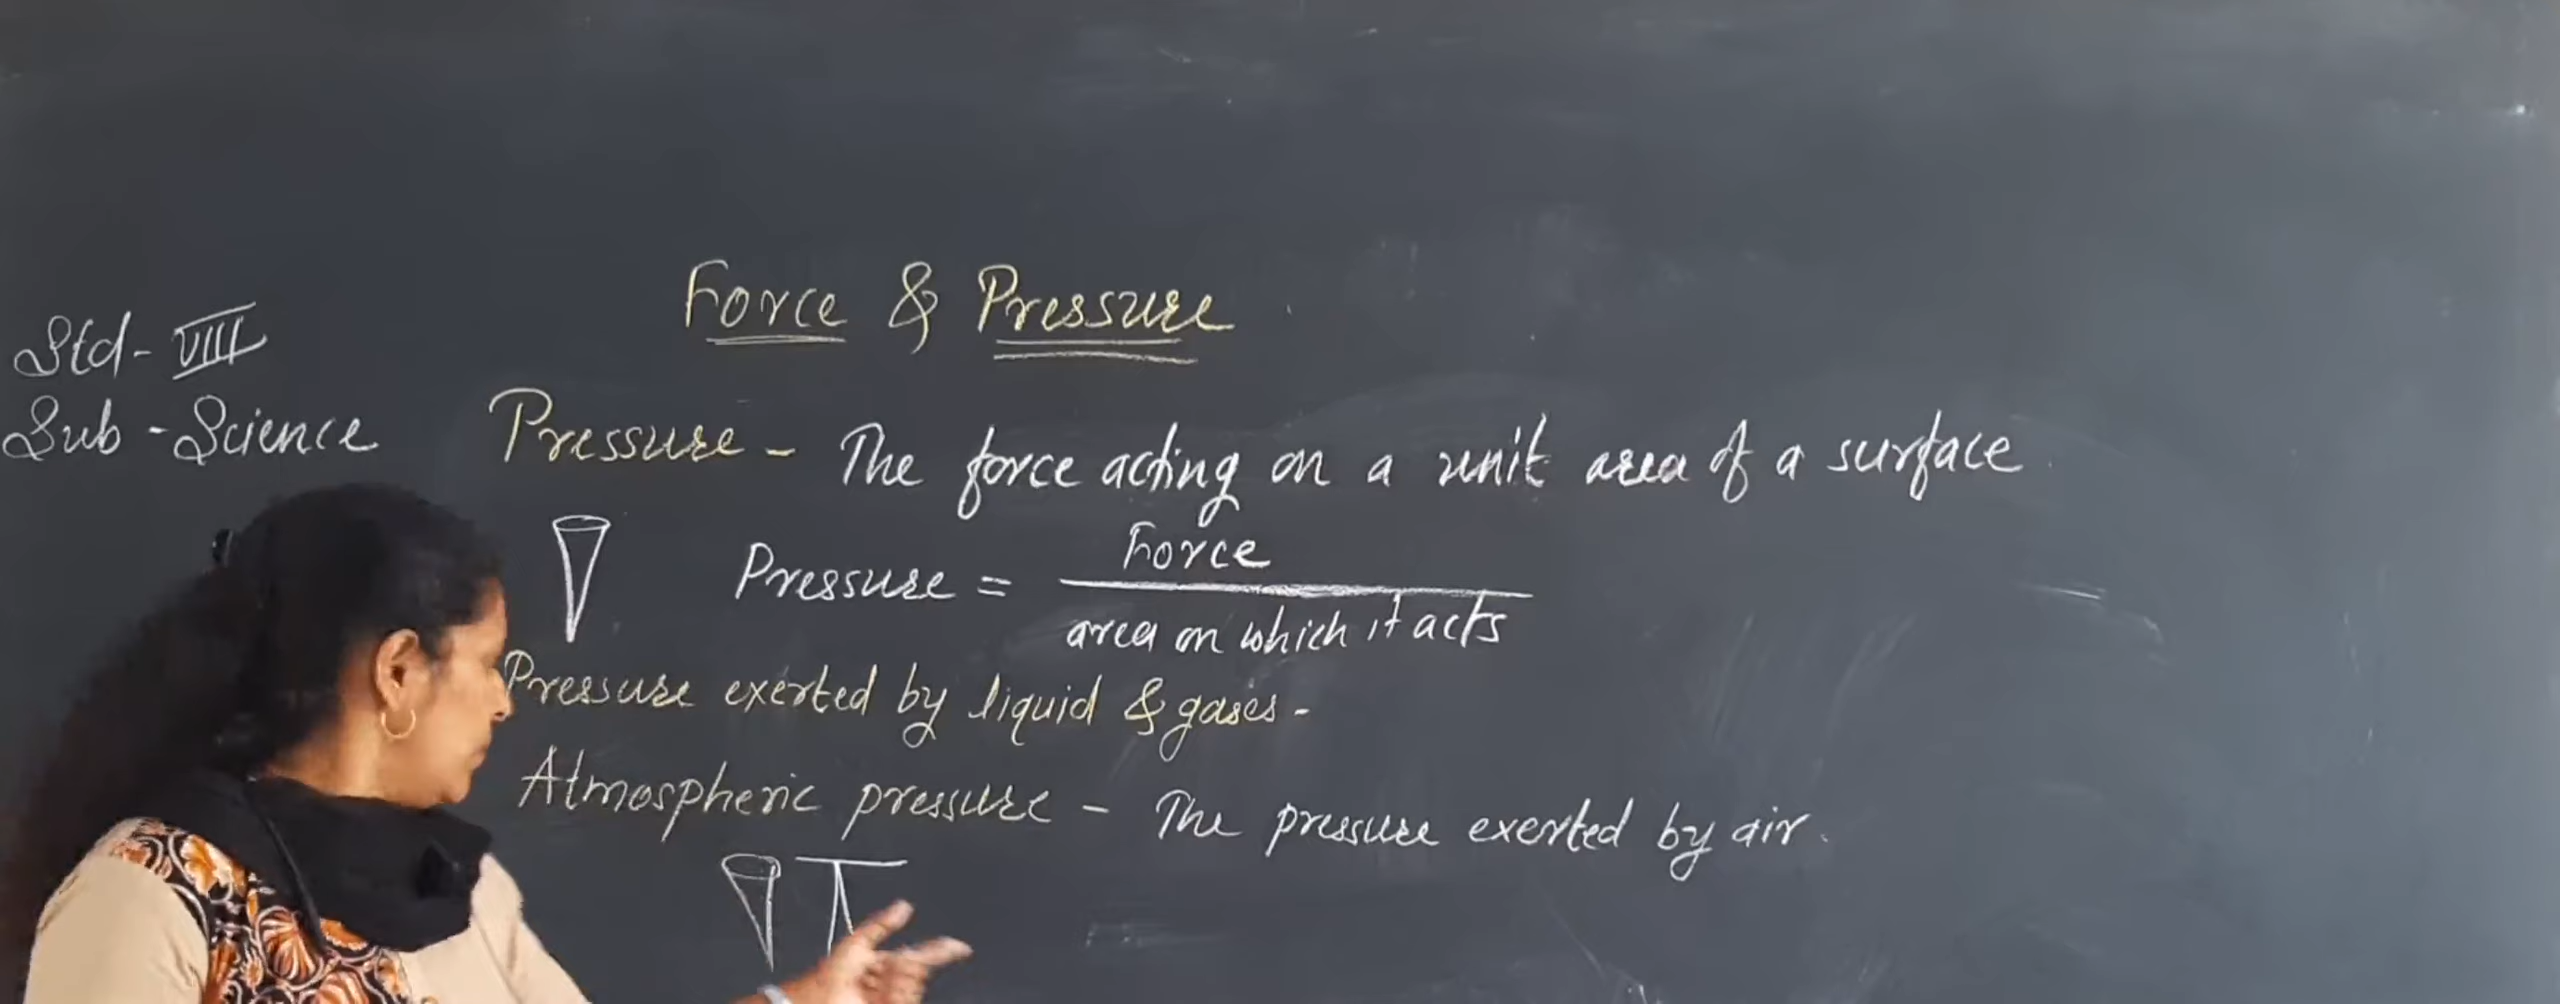 Force & Pressure
Std- VIII
Sub -Science
Pressure - The force acting on a unit area of a surface
Pressure = Force
area on which it acts
Pressure exerted by liquid & gases -
Atmospheric pressure - The pressure exerted by air.